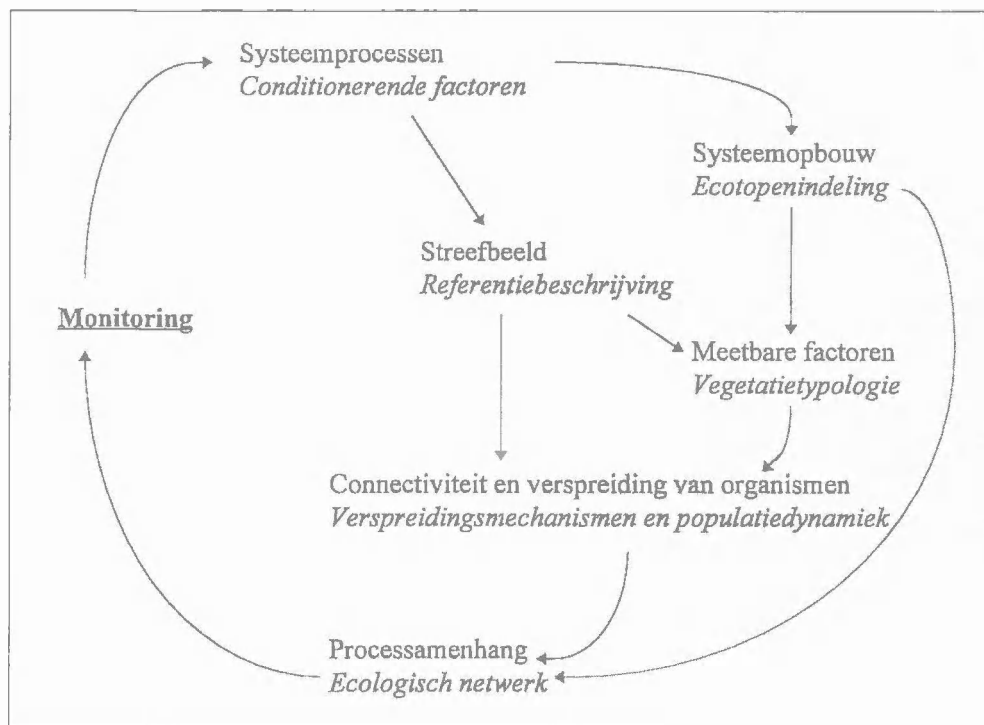 Systeemprocessen
Conditionerende factoren
Systeemopbouw
Ecotopenindeling
Streefbeeld
Referentiebeschrijving
Monitoring
Meetbare factoren
Vegetatietypologie
Connectiviteit en verspreiding van organismen
Verspreidingsmechanismen en populatiedynamiek
Processamenhang
Ecologisch netwerk